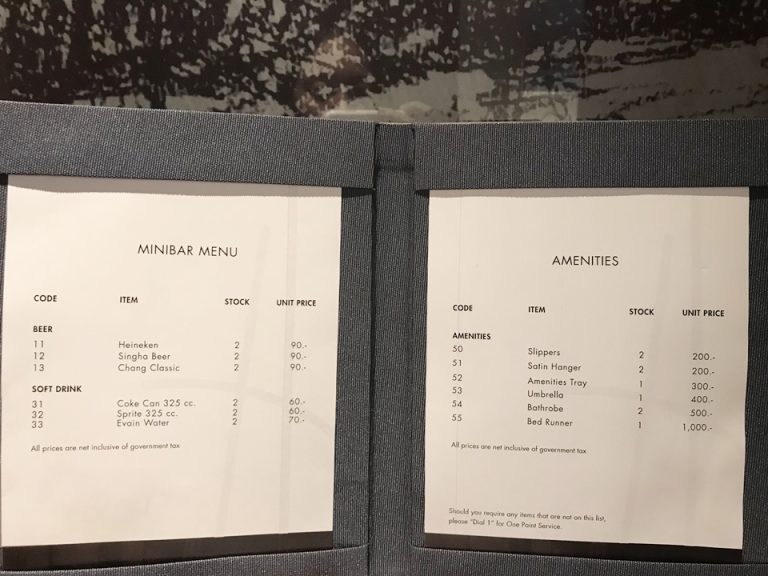 MINIBAR MENU
CODE ITEM STOCK UNIT PRICE
BEER
11 Heineken 2 90.-
12 Singha Beer 2 90.-
13 Chang Classic 2 90.-
SOFT DRINK
31 Coke Can 325 cc. 2 60.-
32 Sprite 325 cc. 2 60.-
33 Evain Water 2 70.-
All prices are net inclusive of government tax
AMENITIES
CODE ITEM STOCK UNIT PRICE
AMENITIES
50 Slippers 2 200.-
51 Satin Hanger 2 200.-
52 Amenities Tray 1 300.-
53 Umbrella 1 400.-
54 Bathrobe 2 500.-
55 Bed Runner 1 1,000.-
All prices are net inclusive of government tax
Should you require any items that are not on this list,
please "Dial 1" for One Point Service.